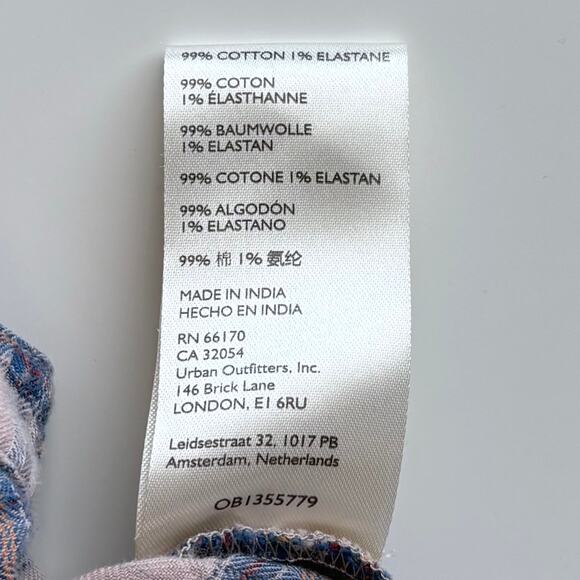 99% COTTON 1% ELASTANE
99% COTON
1% ÉLASTHANNE
99% BAUMWOLLE
1% ELASTAN
99% COTONE 1% ELASTAN
99% ALGODÓN
1% ELASTANO
99% 棉 1% 氨纶
MADE IN INDIA
HECHO EN INDIA
RN 66170
CA 32054
Urban Outfitters, Inc.
146 Brick Lane
LONDON, E1 6RU
Leidsestraat 32, 1017 PB
Amsterdam, Netherlands
OB1355779